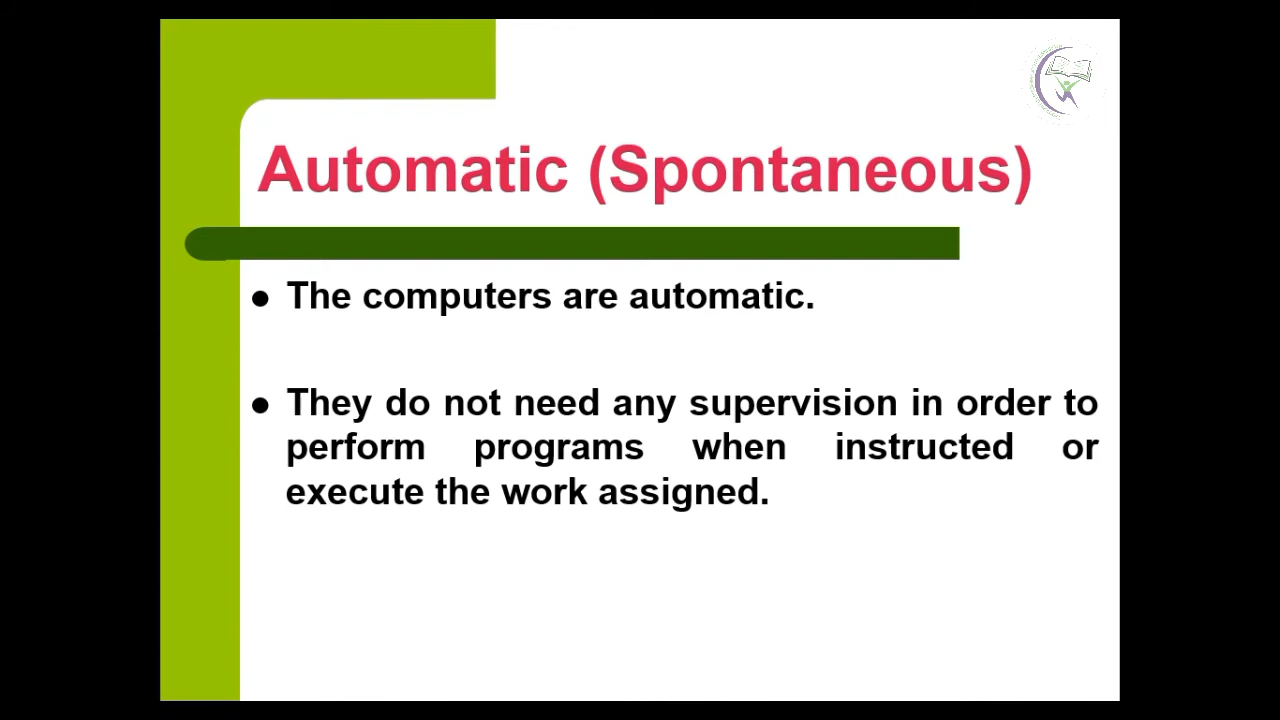 Automatic (Spontaneous)
● The computers are automatic.
● They do not need any supervision in order to
perform programs when instructed or
execute the work assigned.